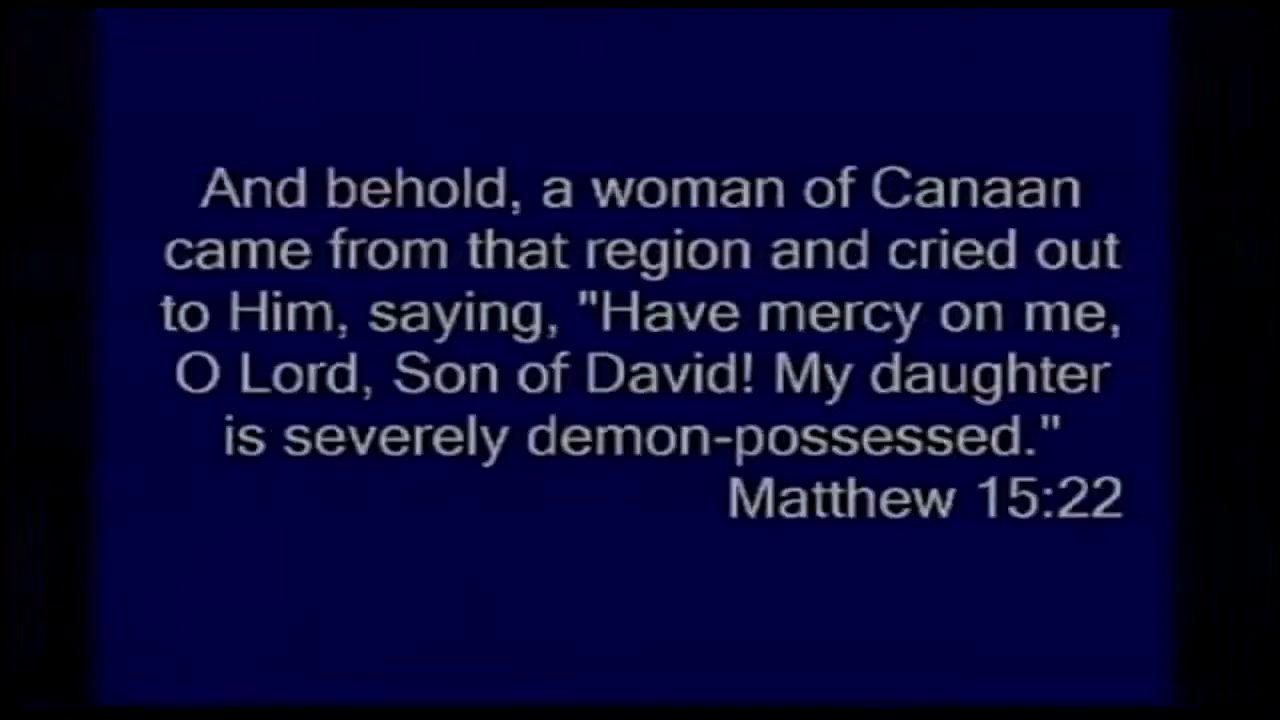 And behold, a woman of Canaan
came from that region and cried out
to Him, saying, "Have mercy on me,
O Lord, Son of David! My daughter
is severely demon-possessed."
Matthew 15:22